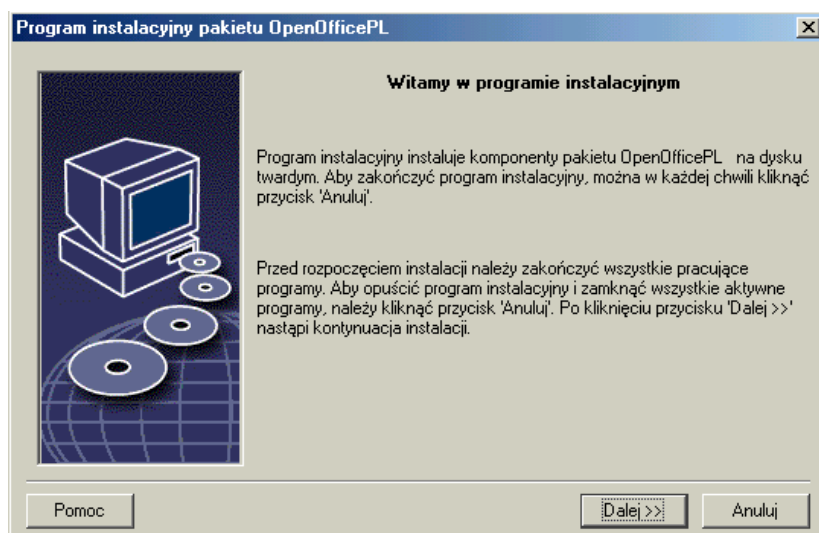 Program instalacyjny pakietu OpenOfficePL
Witamy w programie instalacyjnym
Program instalacyjny instaluje komponenty pakietu OpenOfficePL na dysku
twardym. Aby zakończyć program instalacyjny, można w każdej chwili kliknąć
przycisk 'Anuluj'.
Przed rozpoczęciem instalacji należy zakończyć wszystkie pracujące
programy. Aby opuścić program instalacyjny i zamknąć wszystkie aktywne
programy, należy kliknąć przycisk 'Anuluj'. Po kliknięciu przycisku 'Dalej >>'
nastąpi kontynuacja instalacji.
Pomoc
Dalej >>
Anuluj